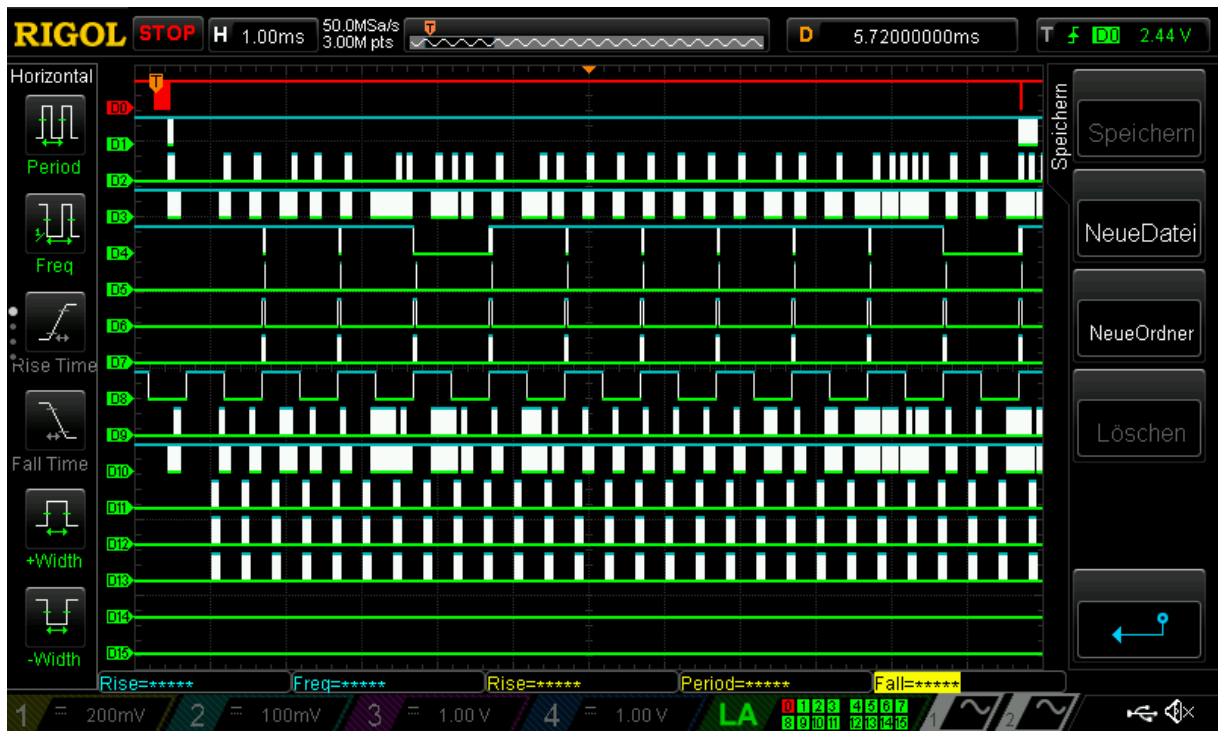 RIGOL STOP H 1.00ms 50.0MSa/s 3.00M pts T D 5.72000000ms T D0 2.44 V
Horizontal
Period
Freq
Rise Time
Fall Time
+Width
-Width
T
D0
D1
D2
D3
D4
D5
D6
D7
D8
D9
D10
D11
D12
D13
D14
D15
Speichern
Speichern
NeueDatei
NeueOrdner
Löschen
Rise=***** Freq=***** Rise=***** Period=***** Fall=*****
1 200mV 2 100mV 3 1.00 V 4 1.00 V LA 0 1 2 3 4 5 6 7 1 2
8 9 10 11 12 13 14 15